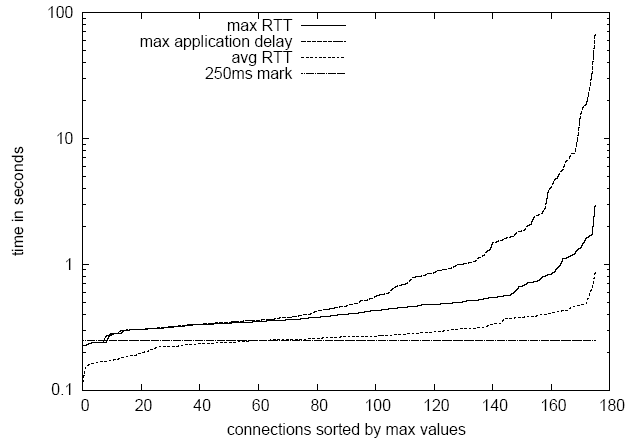 100
10
1
0.1
time in seconds
max RTT
max application delay
avg RTT
250ms mark
0 20 40 60 80 100 120 140 160 180
connections sorted by max values